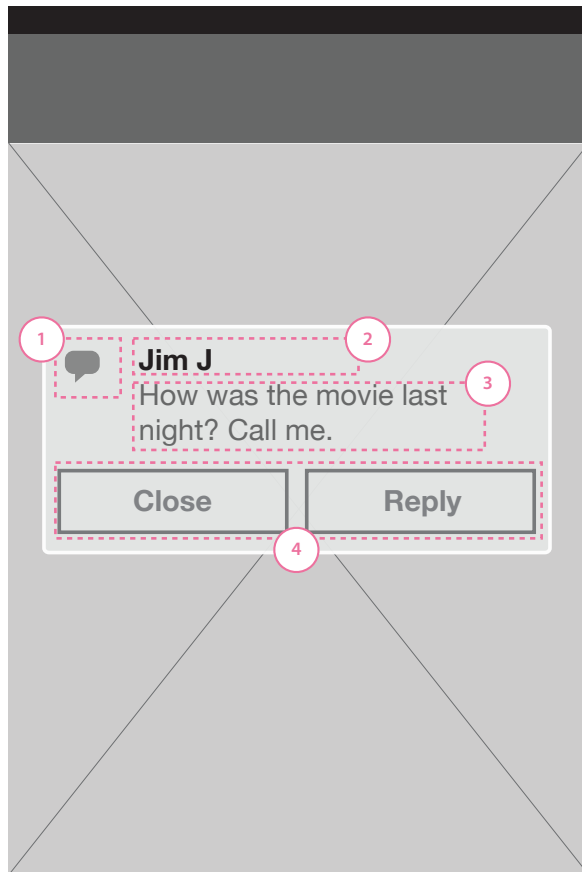 1
2
Jim J
3
How was the movie last
night? Call me.
Close
Reply
4